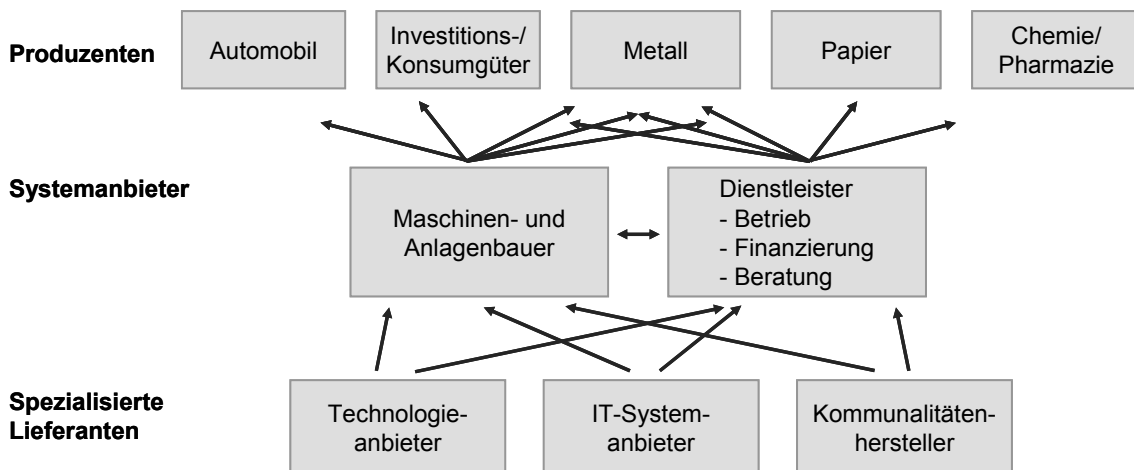 Produzenten
Automobil
Investitions-/
Konsumgüter
Metall
Papier
Chemie/
Pharmazie
Systemanbieter
Maschinen- und
Anlagenbauer
Dienstleister
- Betrieb
- Finanzierung
- Beratung
Spezialisierte
Lieferanten
Technologie-
anbieter
IT-System-
anbieter
Kommunalitäten-
hersteller